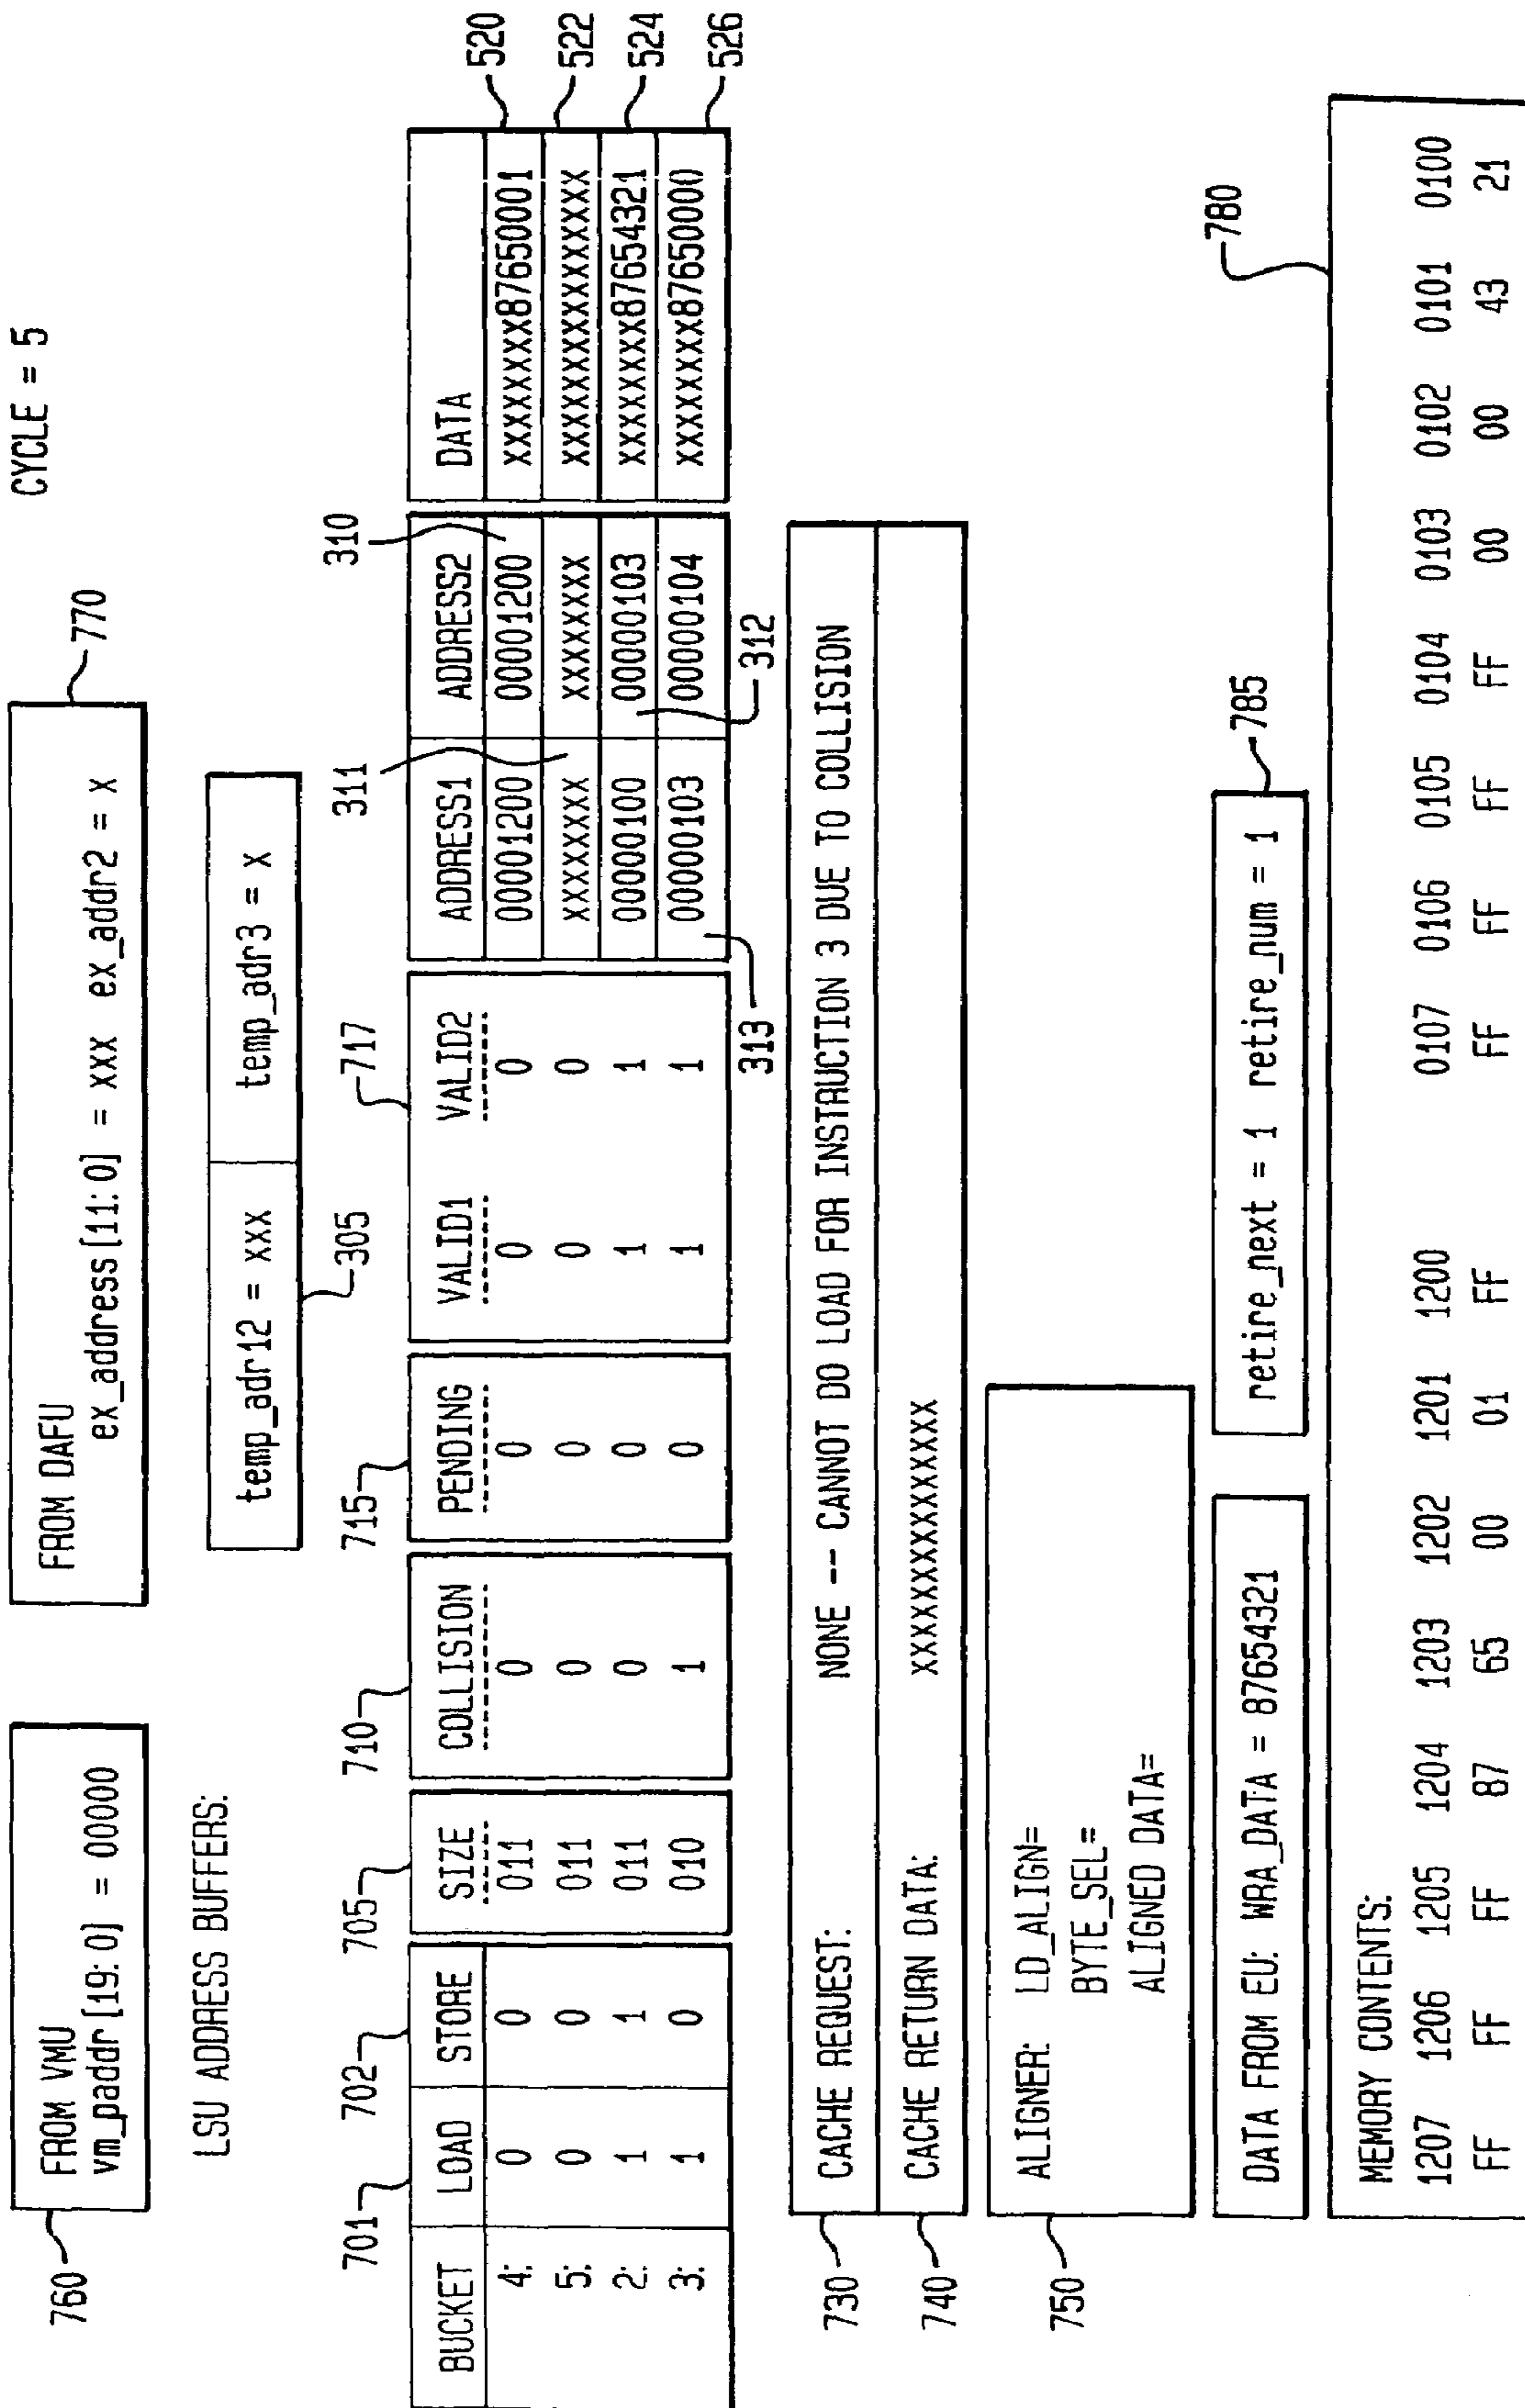 CYCLE = 5
760
FROM VMU
vm_paddr [19: 0] = 00000
FROM DAFU
ex_address[11: 0] = xxx ex_addr2 = x
770
LSU ADDRESS BUFFERS:
temp_adr12 = xxx temp_adr3 = x
305
701 702 705 710 715 717 311 310
BUCKET LOAD STORE SIZE COLLISION PENDING VALID1 VALID2 ADDRESS1 ADDRESS2 DATA
4: 0 0 011 0 0 0 0 00001200 00001200 xxxxxxxx87650001 520
5: 0 0 011 0 0 0 0 xxxxxxxx xxxxxxxx xxxxxxxxxxxxxxxx 522
2: 1 1 011 0 0 1 1 00000100 00000103 xxxxxxxx87654321 524
3: 1 0 010 1 0 1 1 00000103 00000104 xxxxxxxx87650000 526
313 312
730 CACHE REQUEST: NONE -- CANNOT DO LOAD FOR INSTRUCTION 3 DUE TO COLLISION
740 CACHE RETURN DATA: xxxxxxxxxxxxxxxx
750 ALIGNER: LD_ALIGN=
BYTE_SEL=
ALIGNED DATA=
DATA FROM EU: WRA_DATA = 87654321
retire_next = 1 retire_num = 1
785
780
MEMORY CONTENTS:
1207 1206 1205 1204 1203 1202 1201 1200 0107 0106 0105 0104 0103 0102 0101 0100
FF FF FF 87 65 00 01 FF FF FF FF FF 00 00 43 21